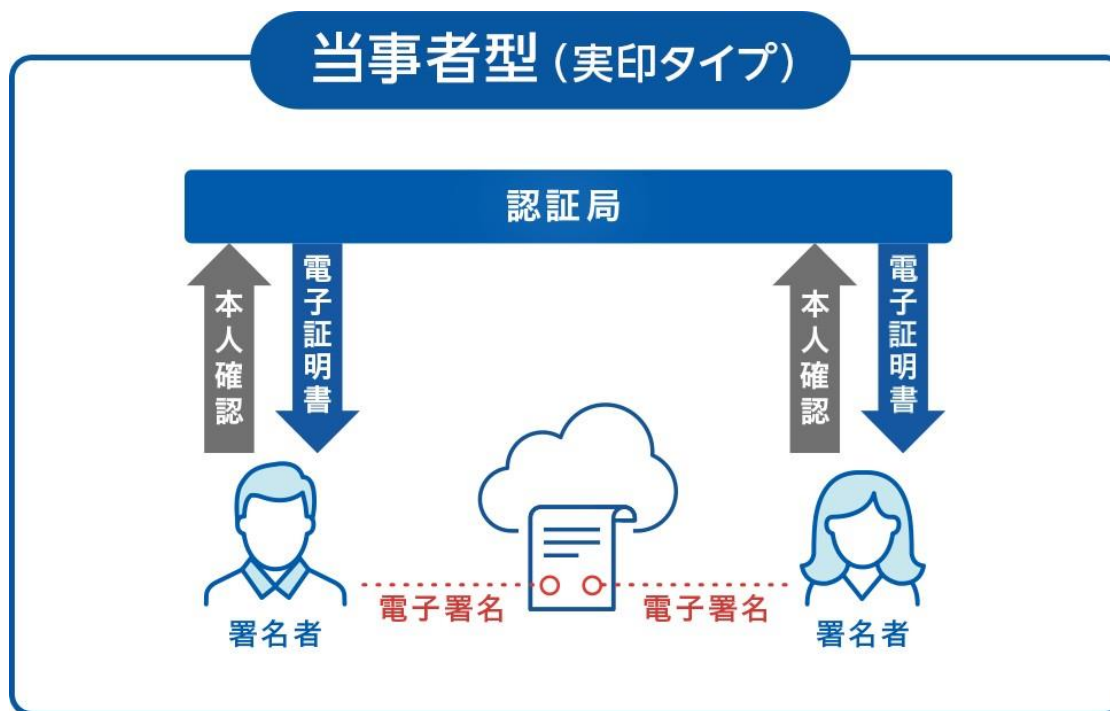 当事者型（実印タイプ）
認証局
本人確認
電子証明書
本人確認
電子証明書
電子署名
電子署名
署名者
署名者